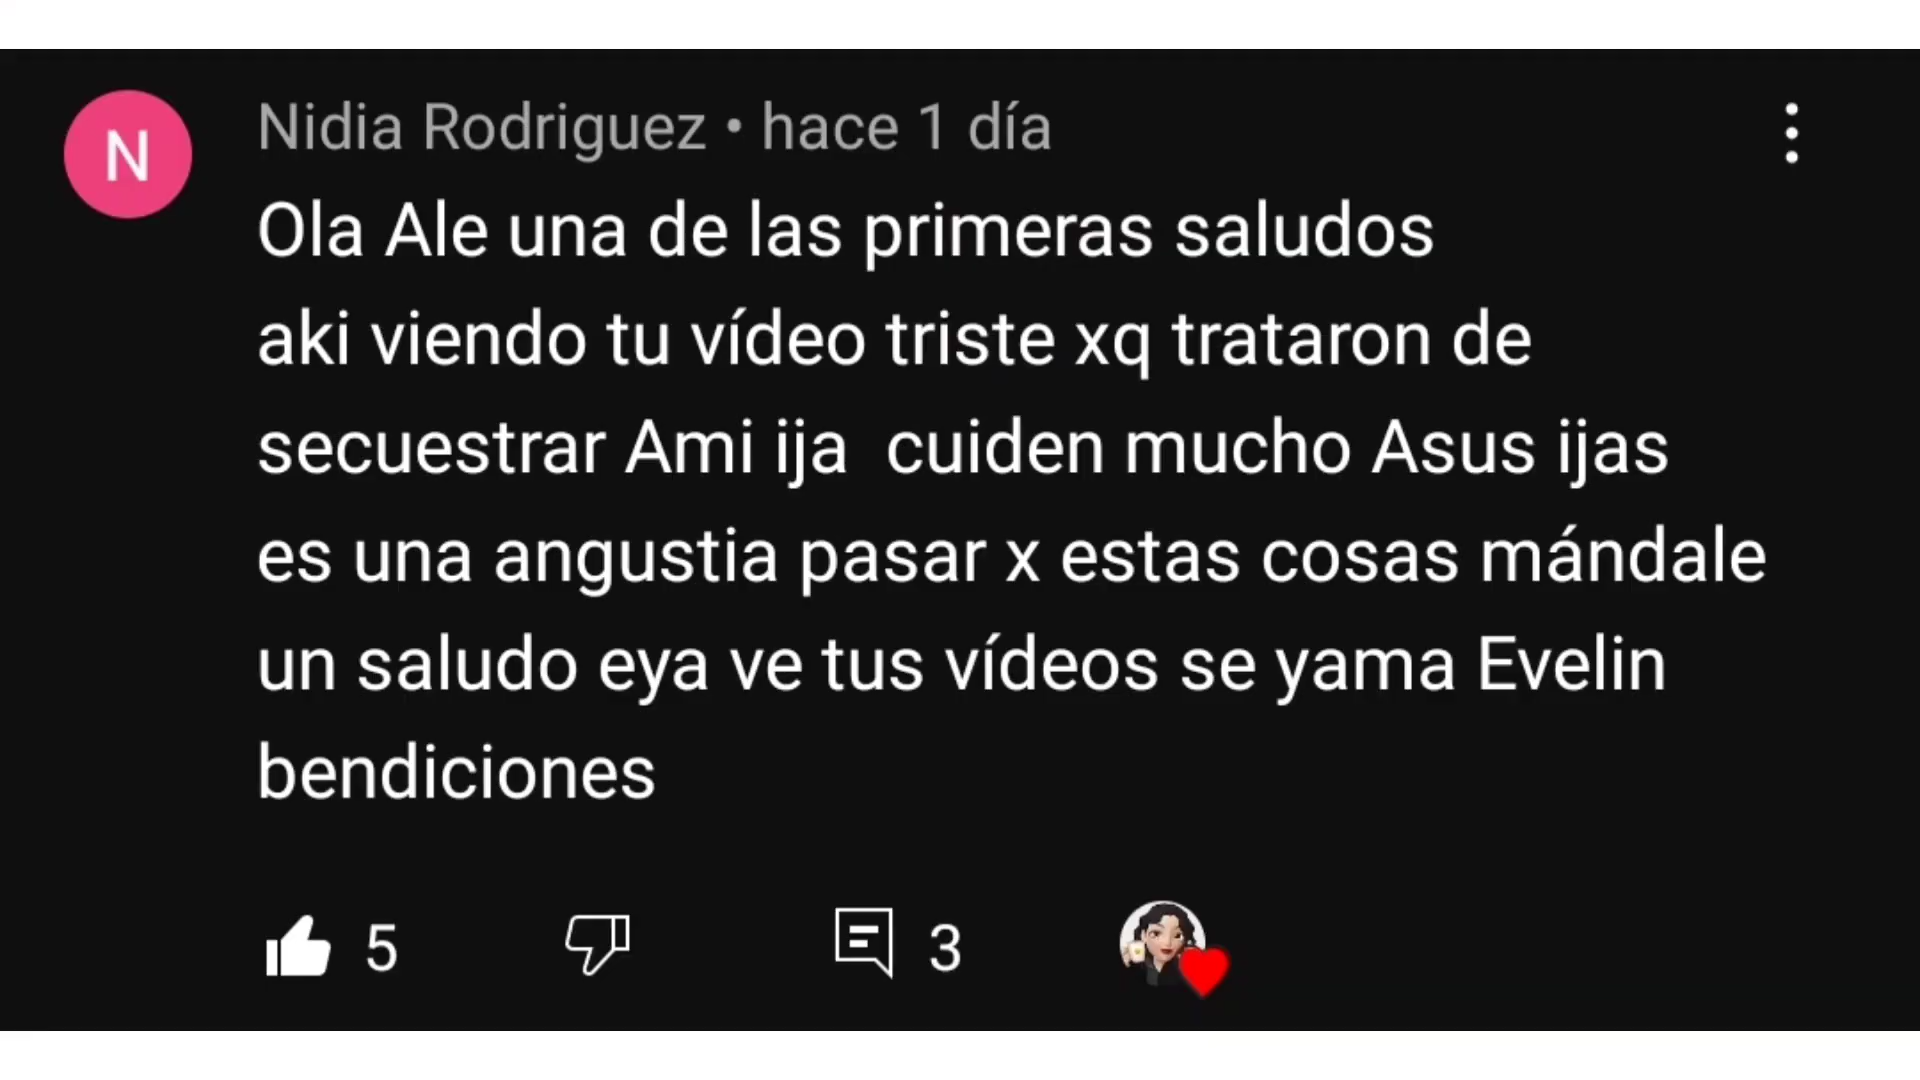 N
Nidia Rodriguez • hace 1 día
Ola Ale una de las primeras saludos
aki viendo tu vídeo triste xq trataron de
secuestrar Ami ija  cuiden mucho Asus ijas
es una angustia pasar x estas cosas mándale
un saludo eya ve tus vídeos se yama Evelin
bendiciones
5 3